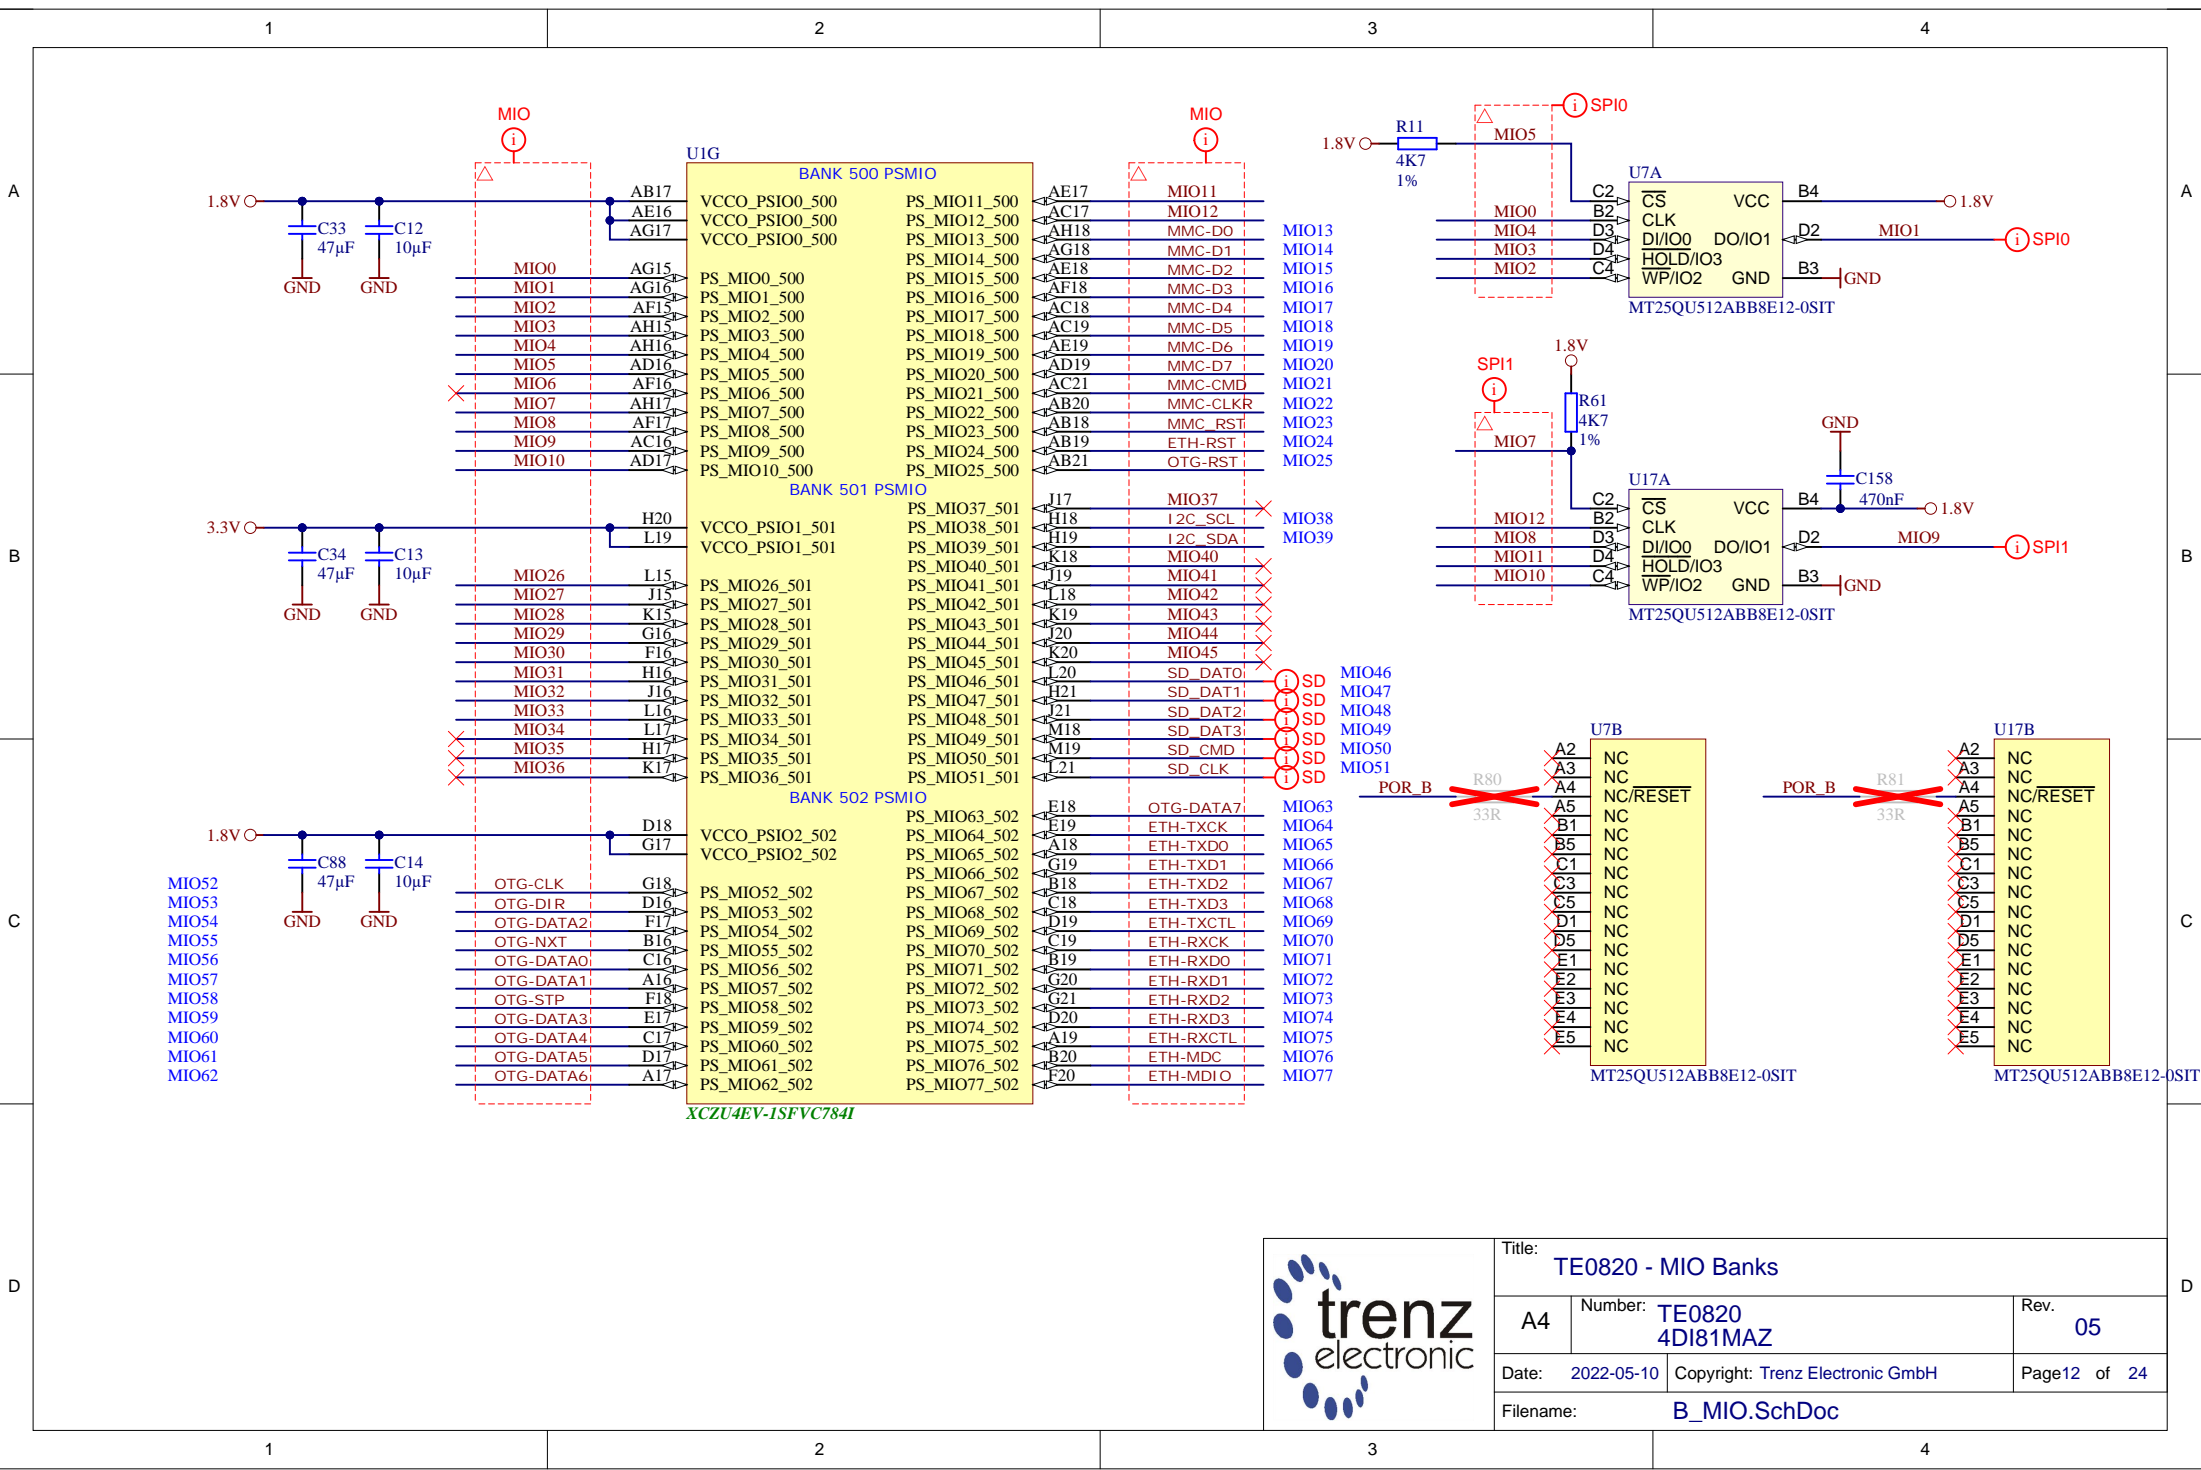 1 2 3 4
A
B
C
D
MIO
1.8V
C33
47µF
C12
10µF
GND GND
MIO0 AG15
MIO1 AG16
MIO2 AF15
MIO3 AH15
MIO4 AH16
MIO5 AD16
MIO6 AF16
MIO7 AH17
MIO8 AF17
MIO9 AC16
MIO10 AD17
3.3V
C34
47µF
C13
10µF
GND GND
MIO26 L15
MIO27 J15
MIO28 K15
MIO29 G16
MIO30 F16
MIO31 H16
MIO32 J16
MIO33 L16
MIO34 L17
MIO35 H17
MIO36 K17
1.8V
C88
47µF
C14
10µF
GND GND
MIO52 OTG-CLK G18
MIO53 OTG-DIR D16
MIO54 OTG-DATA2 F17
MIO55 OTG-NXT B16
MIO56 OTG-DATA0 C16
MIO57 OTG-DATA1 A16
MIO58 OTG-STP F18
MIO59 OTG-DATA3 E17
MIO60 OTG-DATA4 C17
MIO61 OTG-DATA5 D17
MIO62 OTG-DATA6 A17
U1G
BANK 500 PSMIO
AB17 VCCO_PSIO0_500
AE16 VCCO_PSIO0_500
AG17 VCCO_PSIO0_500
PS_MIO0_500
PS_MIO1_500
PS_MIO2_500
PS_MIO3_500
PS_MIO4_500
PS_MIO5_500
PS_MIO6_500
PS_MIO7_500
PS_MIO8_500
PS_MIO9_500
PS_MIO10_500
BANK 501 PSMIO
H20 VCCO_PSIO1_501
L19 VCCO_PSIO1_501
PS_MIO26_501
PS_MIO27_501
PS_MIO28_501
PS_MIO29_501
PS_MIO30_501
PS_MIO31_501
PS_MIO32_501
PS_MIO33_501
PS_MIO34_501
PS_MIO35_501
PS_MIO36_501
BANK 502 PSMIO
D18 VCCO_PSIO2_502
G17 VCCO_PSIO2_502
PS_MIO52_502
PS_MIO53_502
PS_MIO54_502
PS_MIO55_502
PS_MIO56_502
PS_MIO57_502
PS_MIO58_502
PS_MIO59_502
PS_MIO60_502
PS_MIO61_502
PS_MIO62_502
XCZU4EV-1SFVC784I
MIO
PS_MIO11_500 AE17 MIO11
PS_MIO12_500 AC17 MIO12
PS_MIO13_500 AH18 MMC-D0 MIO13
PS_MIO14_500 AG18 MMC-D1 MIO14
PS_MIO15_500 AE18 MMC-D2 MIO15
PS_MIO16_500 AF18 MMC-D3 MIO16
PS_MIO17_500 AC18 MMC-D4 MIO17
PS_MIO18_500 AC19 MMC-D5 MIO18
PS_MIO19_500 AE19 MMC-D6 MIO19
PS_MIO20_500 AD19 MMC-D7 MIO20
PS_MIO21_500 AC21 MMC-CMD MIO21
PS_MIO22_500 AB20 MMC-CLKR MIO22
PS_MIO23_500 AB18 MMC_RST MIO23
PS_MIO24_500 AB19 ETH-RST MIO24
PS_MIO25_500 AB21 OTG-RST MIO25
PS_MIO37_501 J17 MIO37
PS_MIO38_501 H18 I2C_SCL MIO38
PS_MIO39_501 H19 I2C_SDA MIO39
PS_MIO40_501 K18 MIO40
PS_MIO41_501 J19 MIO41
PS_MIO42_501 L18 MIO42
PS_MIO43_501 K19 MIO43
PS_MIO44_501 J20 MIO44
PS_MIO45_501 K20 MIO45
PS_MIO46_501 L20 SD_DAT0 i SD MIO46
PS_MIO47_501 H21 SD_DAT1 i SD MIO47
PS_MIO48_501 J21 SD_DAT2 i SD MIO48
PS_MIO49_501 M18 SD_DAT3 i SD MIO49
PS_MIO50_501 M19 SD_CMD i SD MIO50
PS_MIO51_501 L21 SD_CLK i SD MIO51
PS_MIO63_502 E18 OTG-DATA7 MIO63
PS_MIO64_502 E19 ETH-TXCK MIO64
PS_MIO65_502 A18 ETH-TXD0 MIO65
PS_MIO66_502 G19 ETH-TXD1 MIO66
PS_MIO67_502 B18 ETH-TXD2 MIO67
PS_MIO68_502 C18 ETH-TXD3 MIO68
PS_MIO69_502 D19 ETH-TXCTL MIO69
PS_MIO70_502 C19 ETH-RXCK MIO70
PS_MIO71_502 B19 ETH-RXD0 MIO71
PS_MIO72_502 G20 ETH-RXD1 MIO72
PS_MIO73_502 G21 ETH-RXD2 MIO73
PS_MIO74_502 D20 ETH-RXD3 MIO74
PS_MIO75_502 A19 ETH-RXCTL MIO75
PS_MIO76_502 B20 ETH-MDC MIO76
PS_MIO77_502 F20 ETH-MDIO MIO77
i SPI0
1.8V R11 MIO5
4K7
1%
U7A
C2 CS VCC B4 1.8V
MIO0 B2 CLK
MIO4 D3 DI/IO0 DO/IO1 D2 MIO1 i SPI0
MIO3 D4 HOLD/IO3
MIO2 C4 WP/IO2 GND B3 GND
MT25QU512ABB8E12-0SIT
1.8V
SPI1
i
R61
4K7
1%
MIO7
GND
C158
470nF
U17A
C2 CS VCC B4 1.8V
MIO12 B2 CLK
MIO8 D3 DI/IO0 DO/IO1 D2 MIO9 i SPI1
MIO11 D4 HOLD/IO3
MIO10 C4 WP/IO2 GND B3 GND
MT25QU512ABB8E12-0SIT
U7B
A2 NC
A3 NC
POR_B R80 33R A4 NC/RESET
A5 NC
B1 NC
B5 NC
C1 NC
C3 NC
C5 NC
D1 NC
D5 NC
E1 NC
E2 NC
E3 NC
E4 NC
E5 NC
MT25QU512ABB8E12-0SIT
U17B
A2 NC
A3 NC
POR_B R81 33R A4 NC/RESET
A5 NC
B1 NC
B5 NC
C1 NC
C3 NC
C5 NC
D1 NC
D5 NC
E1 NC
E2 NC
E3 NC
E4 NC
E5 NC
MT25QU512ABB8E12-0SIT
trenz
electronic
Title:
TE0820 - MIO Banks
A4
Number: TE0820
4DI81MAZ
Rev.
05
Date: 2022-05-10 Copyright: Trenz Electronic GmbH Page12 of 24
Filename: B_MIO.SchDoc
A
B
C
D
1 2 3 4